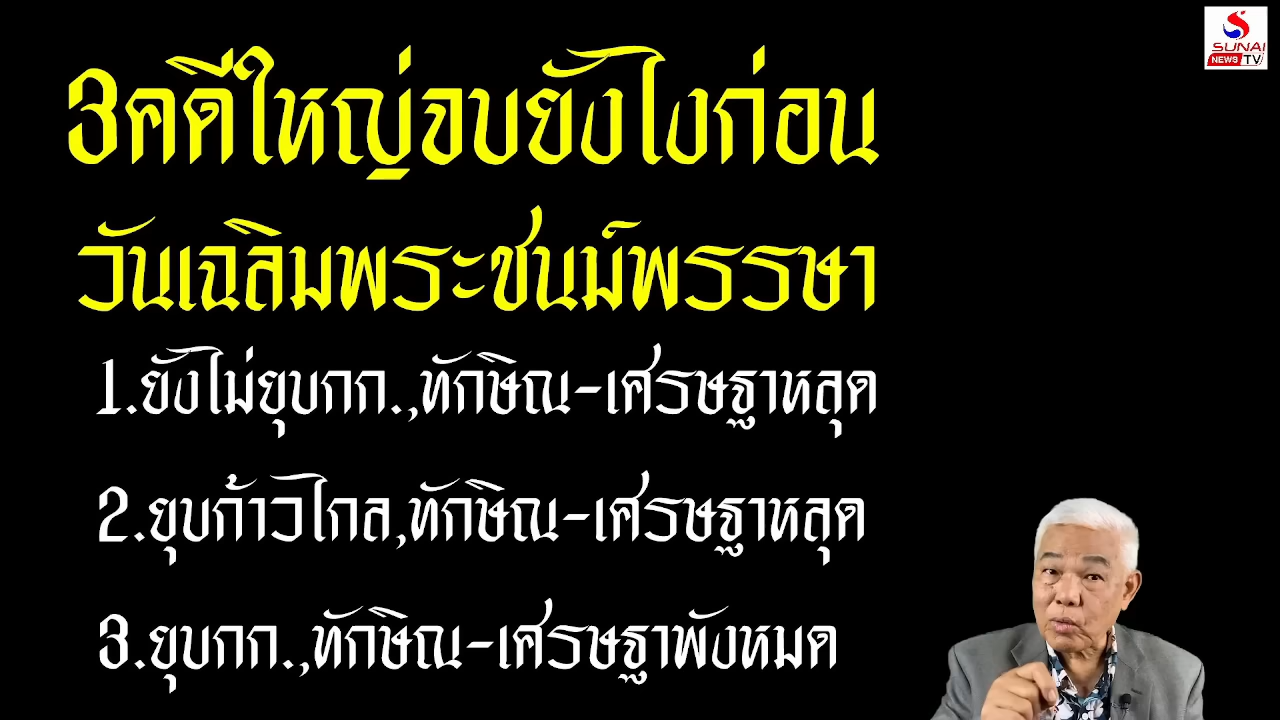 SUNAI
NEWS TV
3คดีใหญ่จบยังไงก่อน
วันเฉลิมพระชนม์พรรษา
1.ยังไม่ยุบกก.,ทักษิณ-เศรษฐาหลุด
2.ยุบก้าวไกล,ทักษิณ-เศรษฐาหลุด
3.ยุบกก.,ทักษิณ-เศรษฐาพังหมด